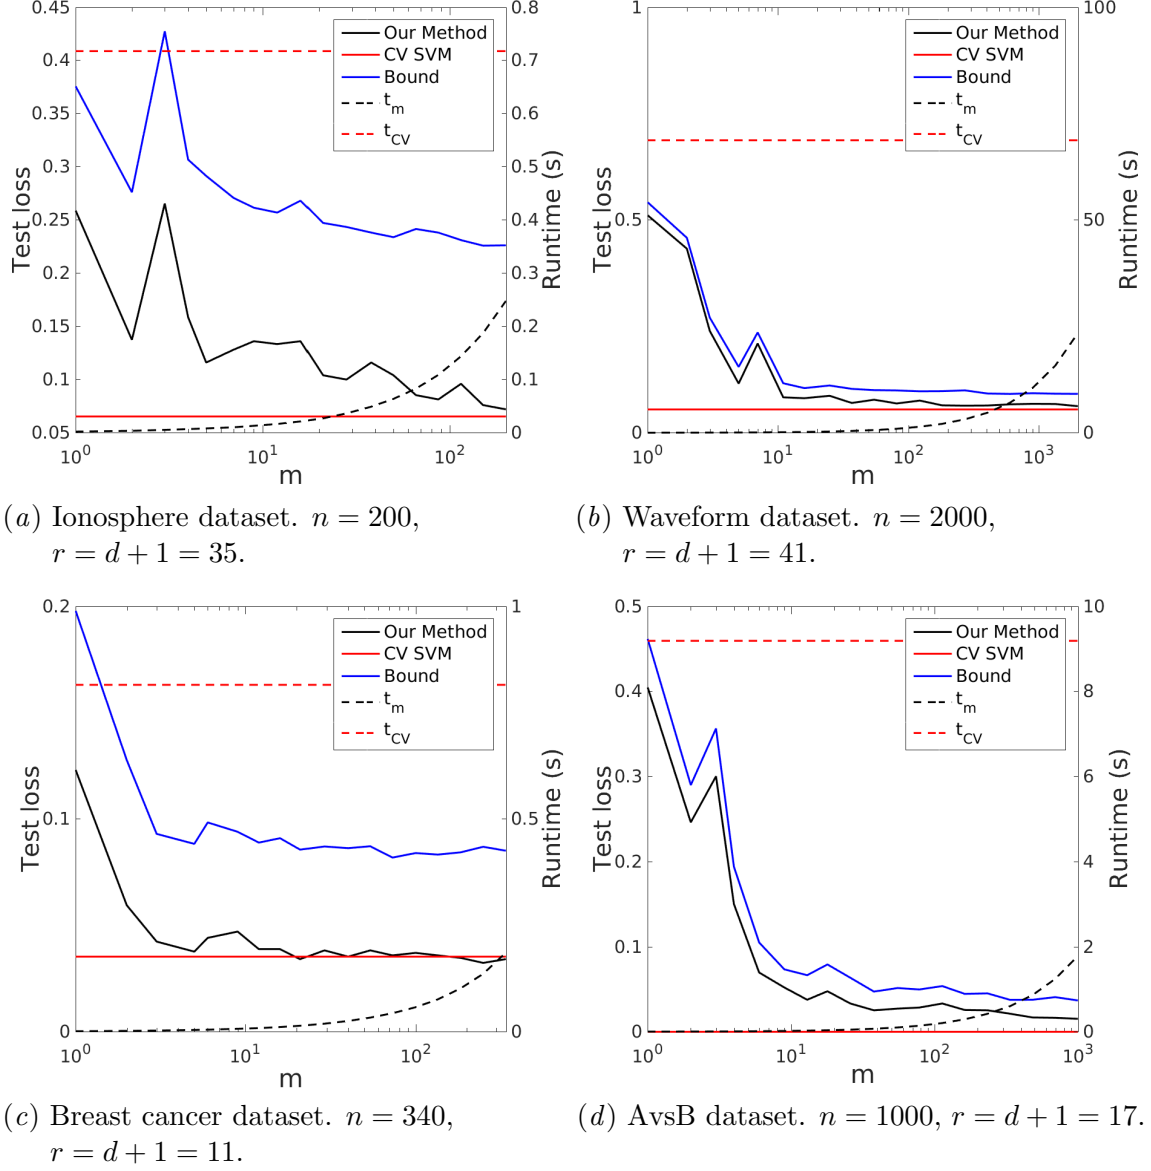 0.45
0.4
0.35
0.3
0.25
0.2
0.15
0.1
0.05
Test loss
0.8
0.7
0.6
0.5
0.4
0.3
0.2
0.1
0
Runtime (s)
Our Method
CV SVM
Bound
t_m
t_CV
10^0
10^1
10^2
m
(a) Ionosphere dataset. n = 200,
r = d + 1 = 35.
1
0.5
0
Test loss
100
50
0
Runtime (s)
Our Method
CV SVM
Bound
t_m
t_CV
10^0
10^1
10^2
10^3
m
(b) Waveform dataset. n = 2000,
r = d + 1 = 41.
0.2
0.1
0
Test loss
1
0.5
0
Runtime (s)
Our Method
CV SVM
Bound
t_m
t_CV
10^0
10^1
10^2
m
(c) Breast cancer dataset. n = 340,
r = d + 1 = 11.
0.5
0.4
0.3
0.2
0.1
0
Test loss
10
8
6
4
2
0
Runtime (s)
Our Method
CV SVM
Bound
t_m
t_CV
10^0
10^1
10^2
10^3
m
(d) AvsB dataset. n = 1000, r = d + 1 = 17.